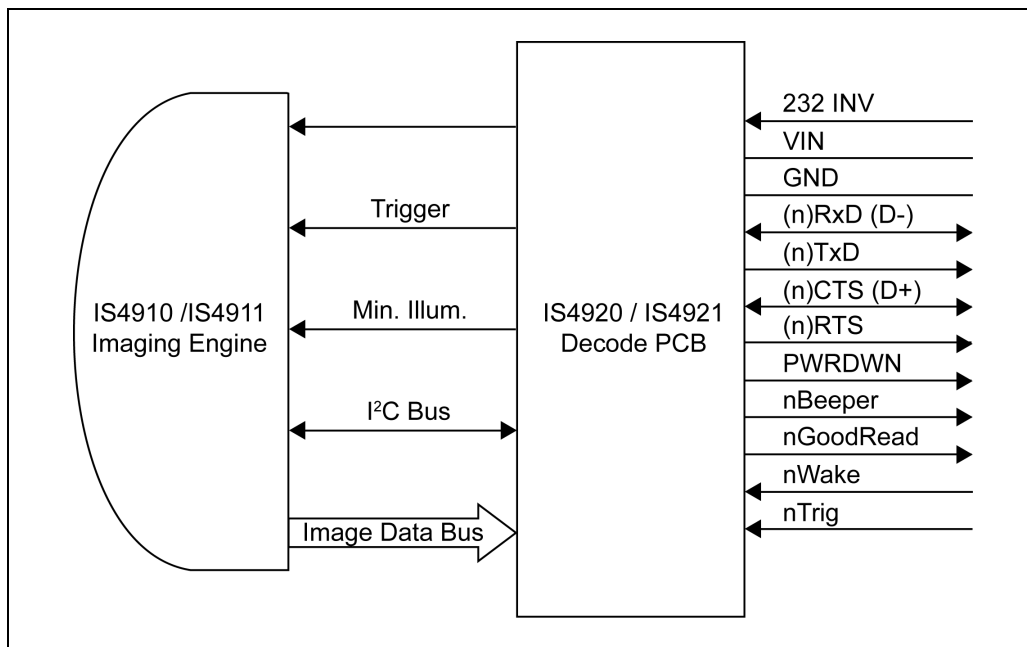 232 INV
VIN
GND
(n)RxD (D-)
(n)TxD
(n)CTS (D+)
(n)RTS
PWRDWN
nBeeper
nGoodRead
nWake
nTrig
Trigger
Min. Illum.
I²C Bus
Image Data Bus
IS4910 /IS4911
Imaging Engine
IS4920 / IS4921
Decode PCB